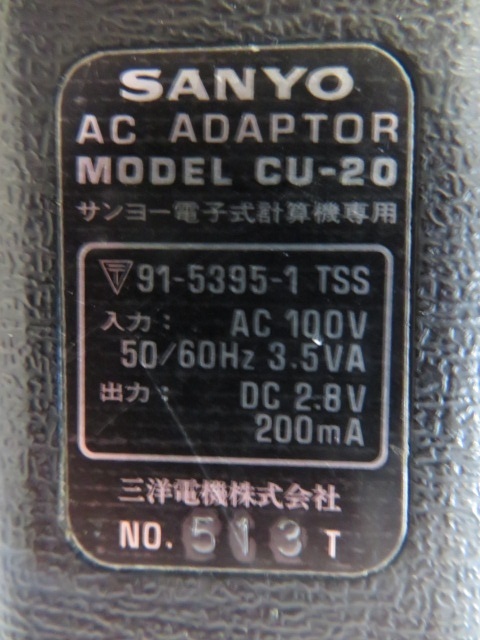 SANYO
AC ADAPTOR
MODEL CU-20
サンヨー電子式計算機専用
91-5395-1 TSS
入力： AC 100V
50/60Hz 3.5VA
出力： DC 2.8V
200mA
三洋電機株式会社
NO. 513 T